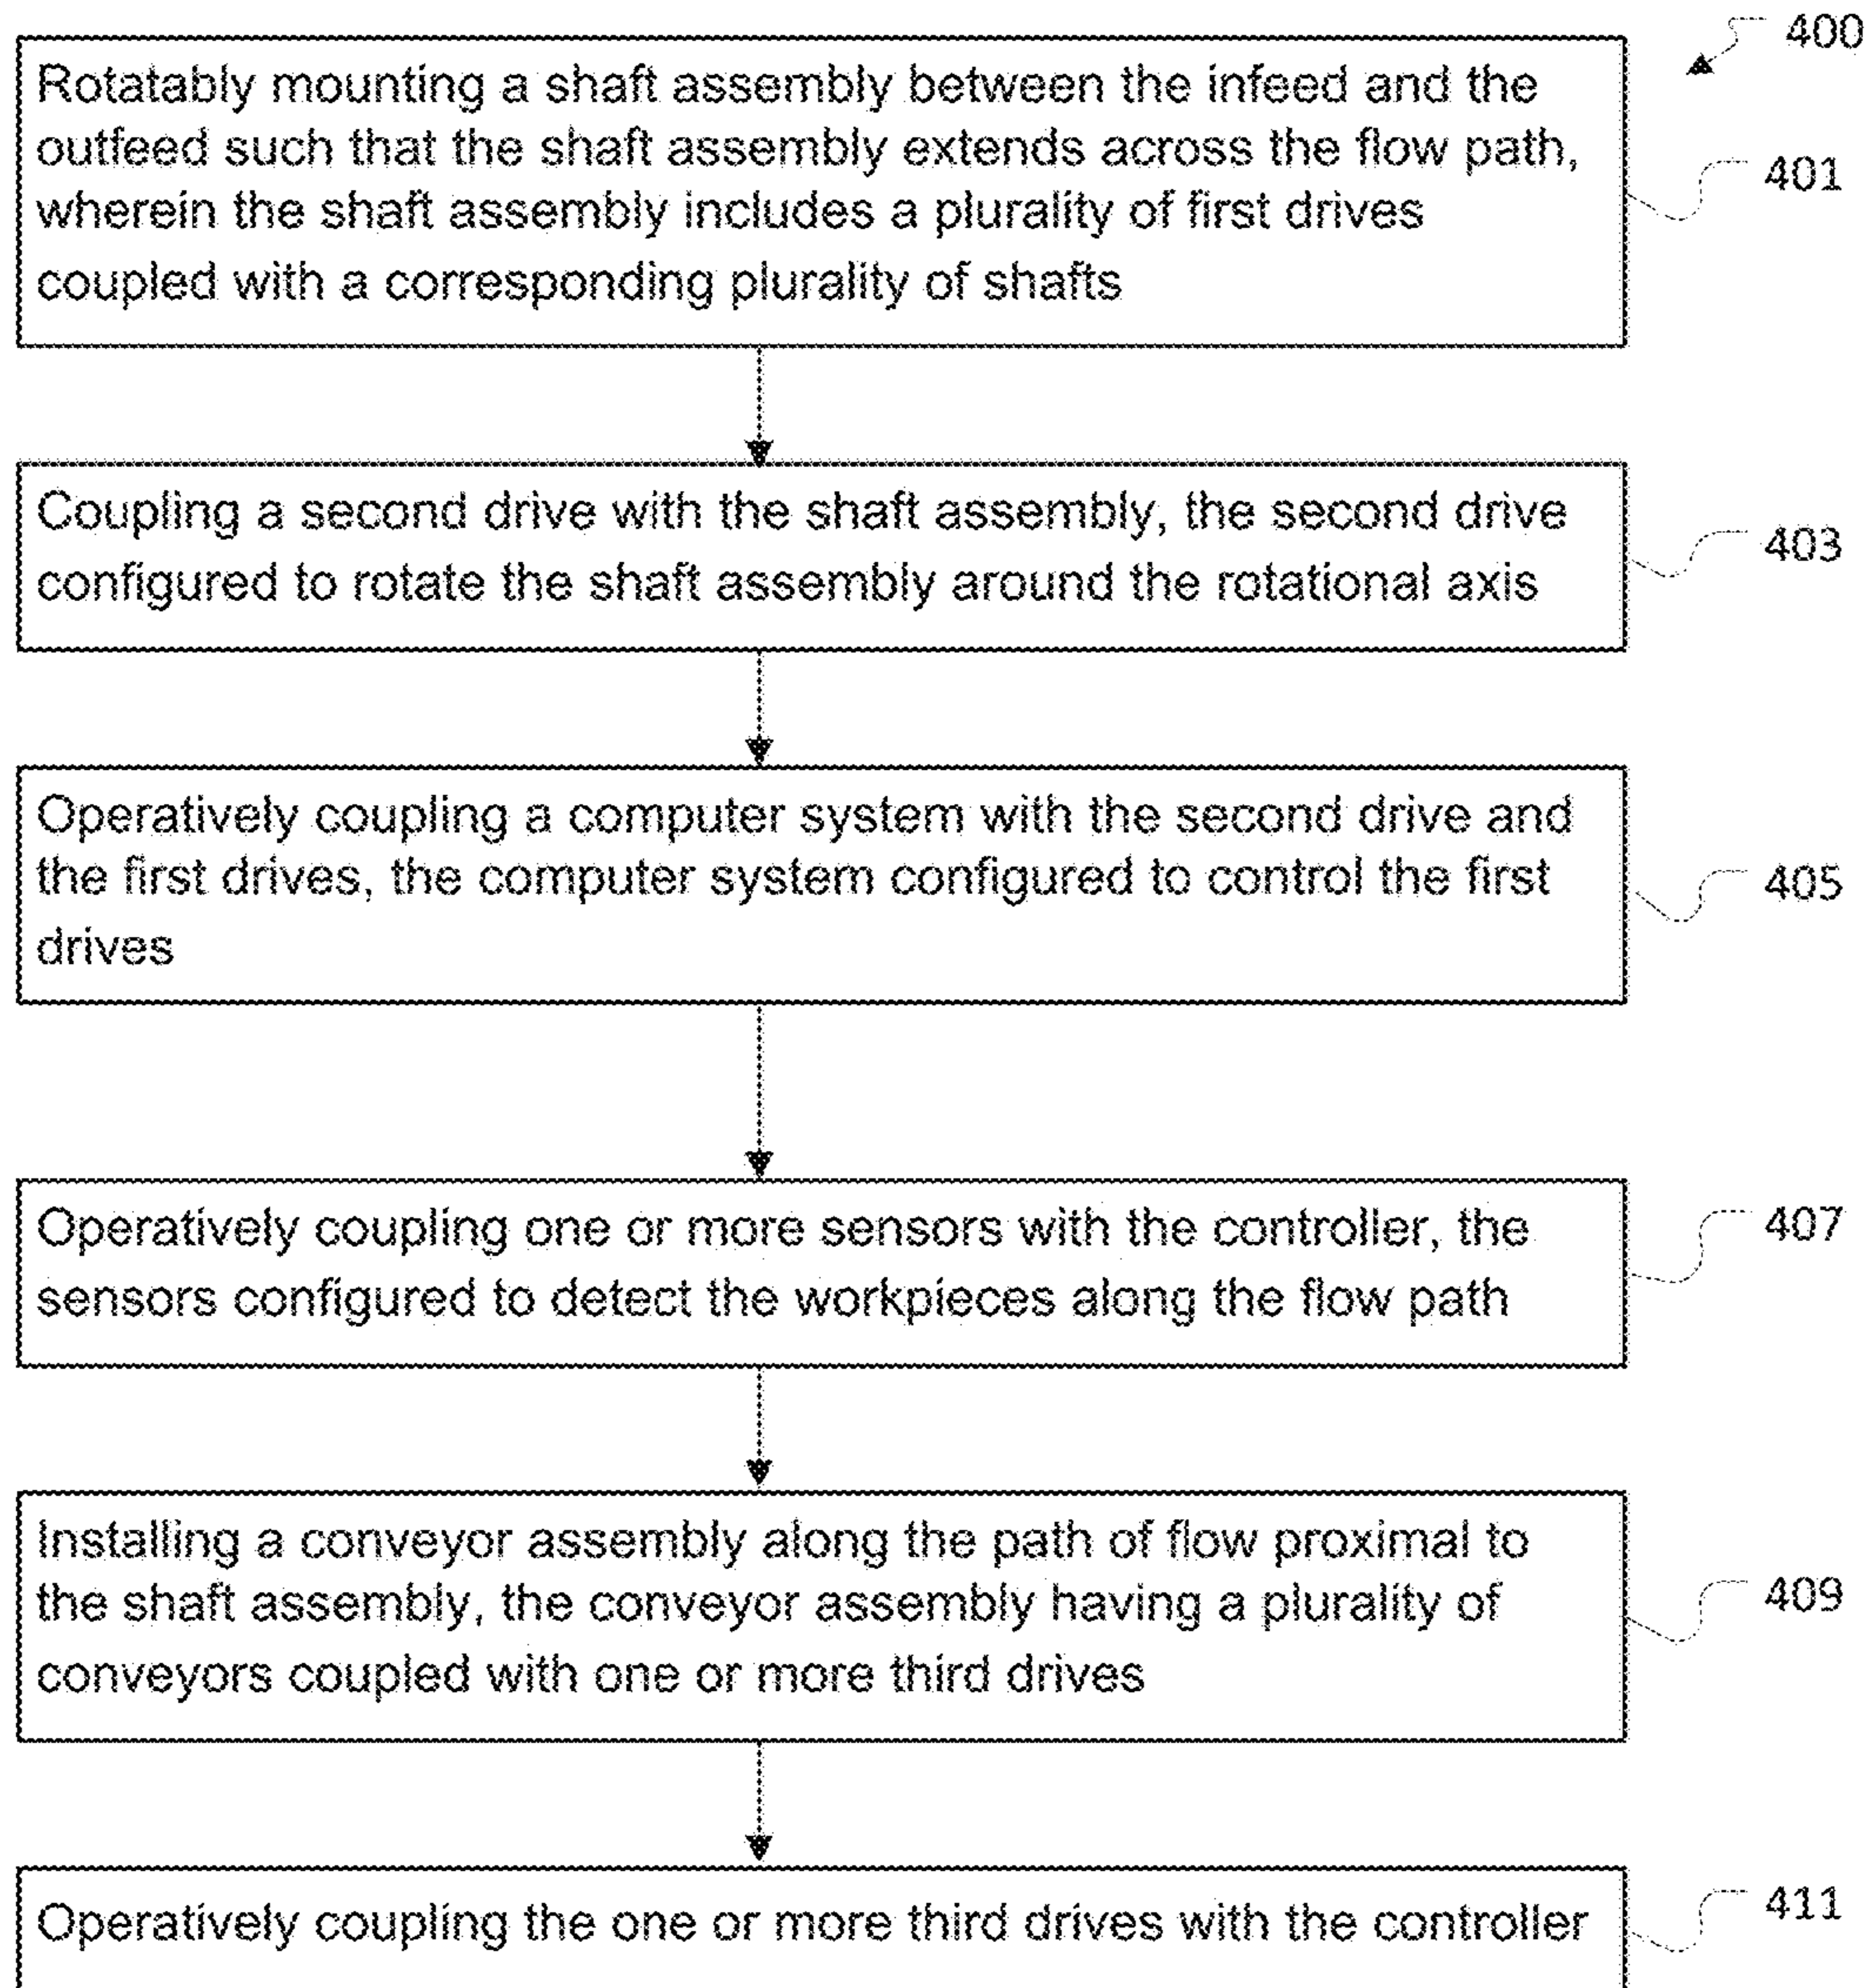 400
Rotatably mounting a shaft assembly between the infeed and the
outfeed such that the shaft assembly extends across the flow path,
wherein the shaft assembly includes a plurality of first drives
coupled with a corresponding plurality of shafts
401
Coupling a second drive with the shaft assembly, the second drive
configured to rotate the shaft assembly around the rotational axis
403
Operatively coupling a computer system with the second drive and
the first drives, the computer system configured to control the first
drives
405
Operatively coupling one or more sensors with the controller, the
sensors configured to detect the workpieces along the flow path
407
Installing a conveyor assembly along the path of flow proximal to
the shaft assembly, the conveyor assembly having a plurality of
conveyors coupled with one or more third drives
409
Operatively coupling the one or more third drives with the controller
411